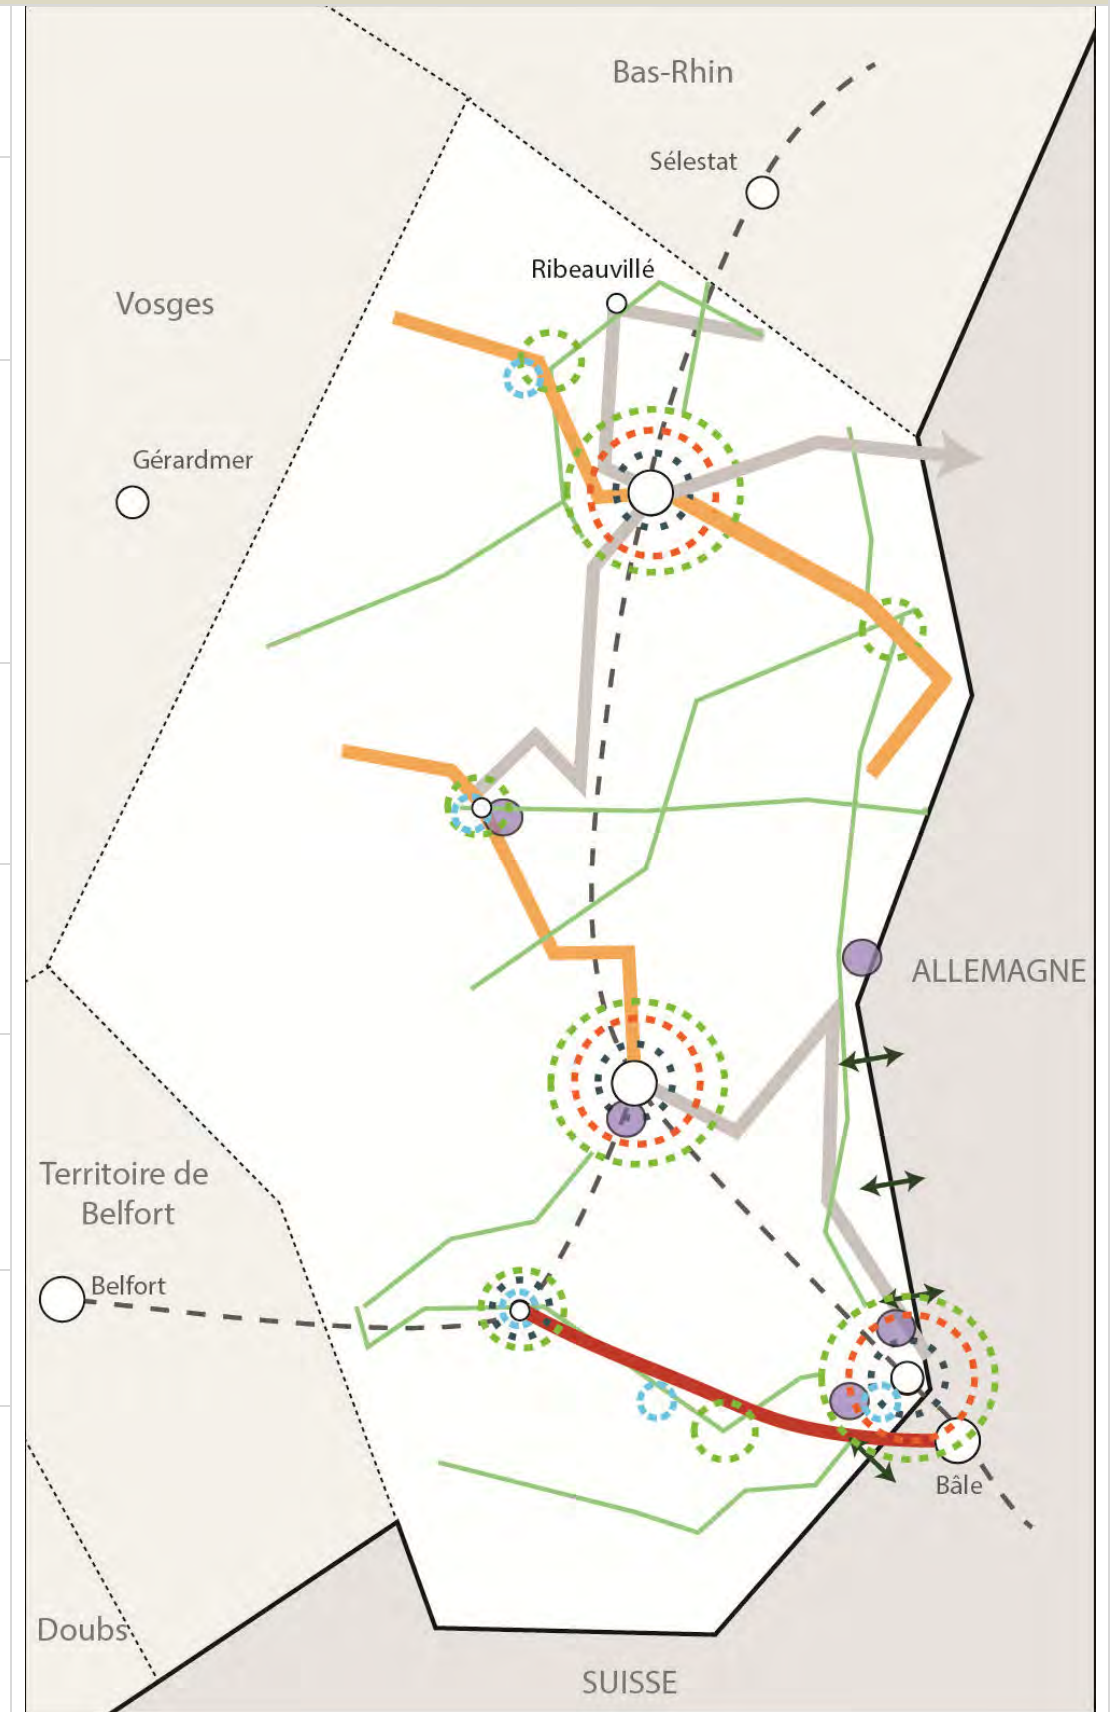 Bas-Rhin
Sélestat
Ribeauvillé
Vosges
Gérardmer
ALLEMAGNE
Territoire de
Belfort
Belfort
Bâle
Doubs
SUISSE